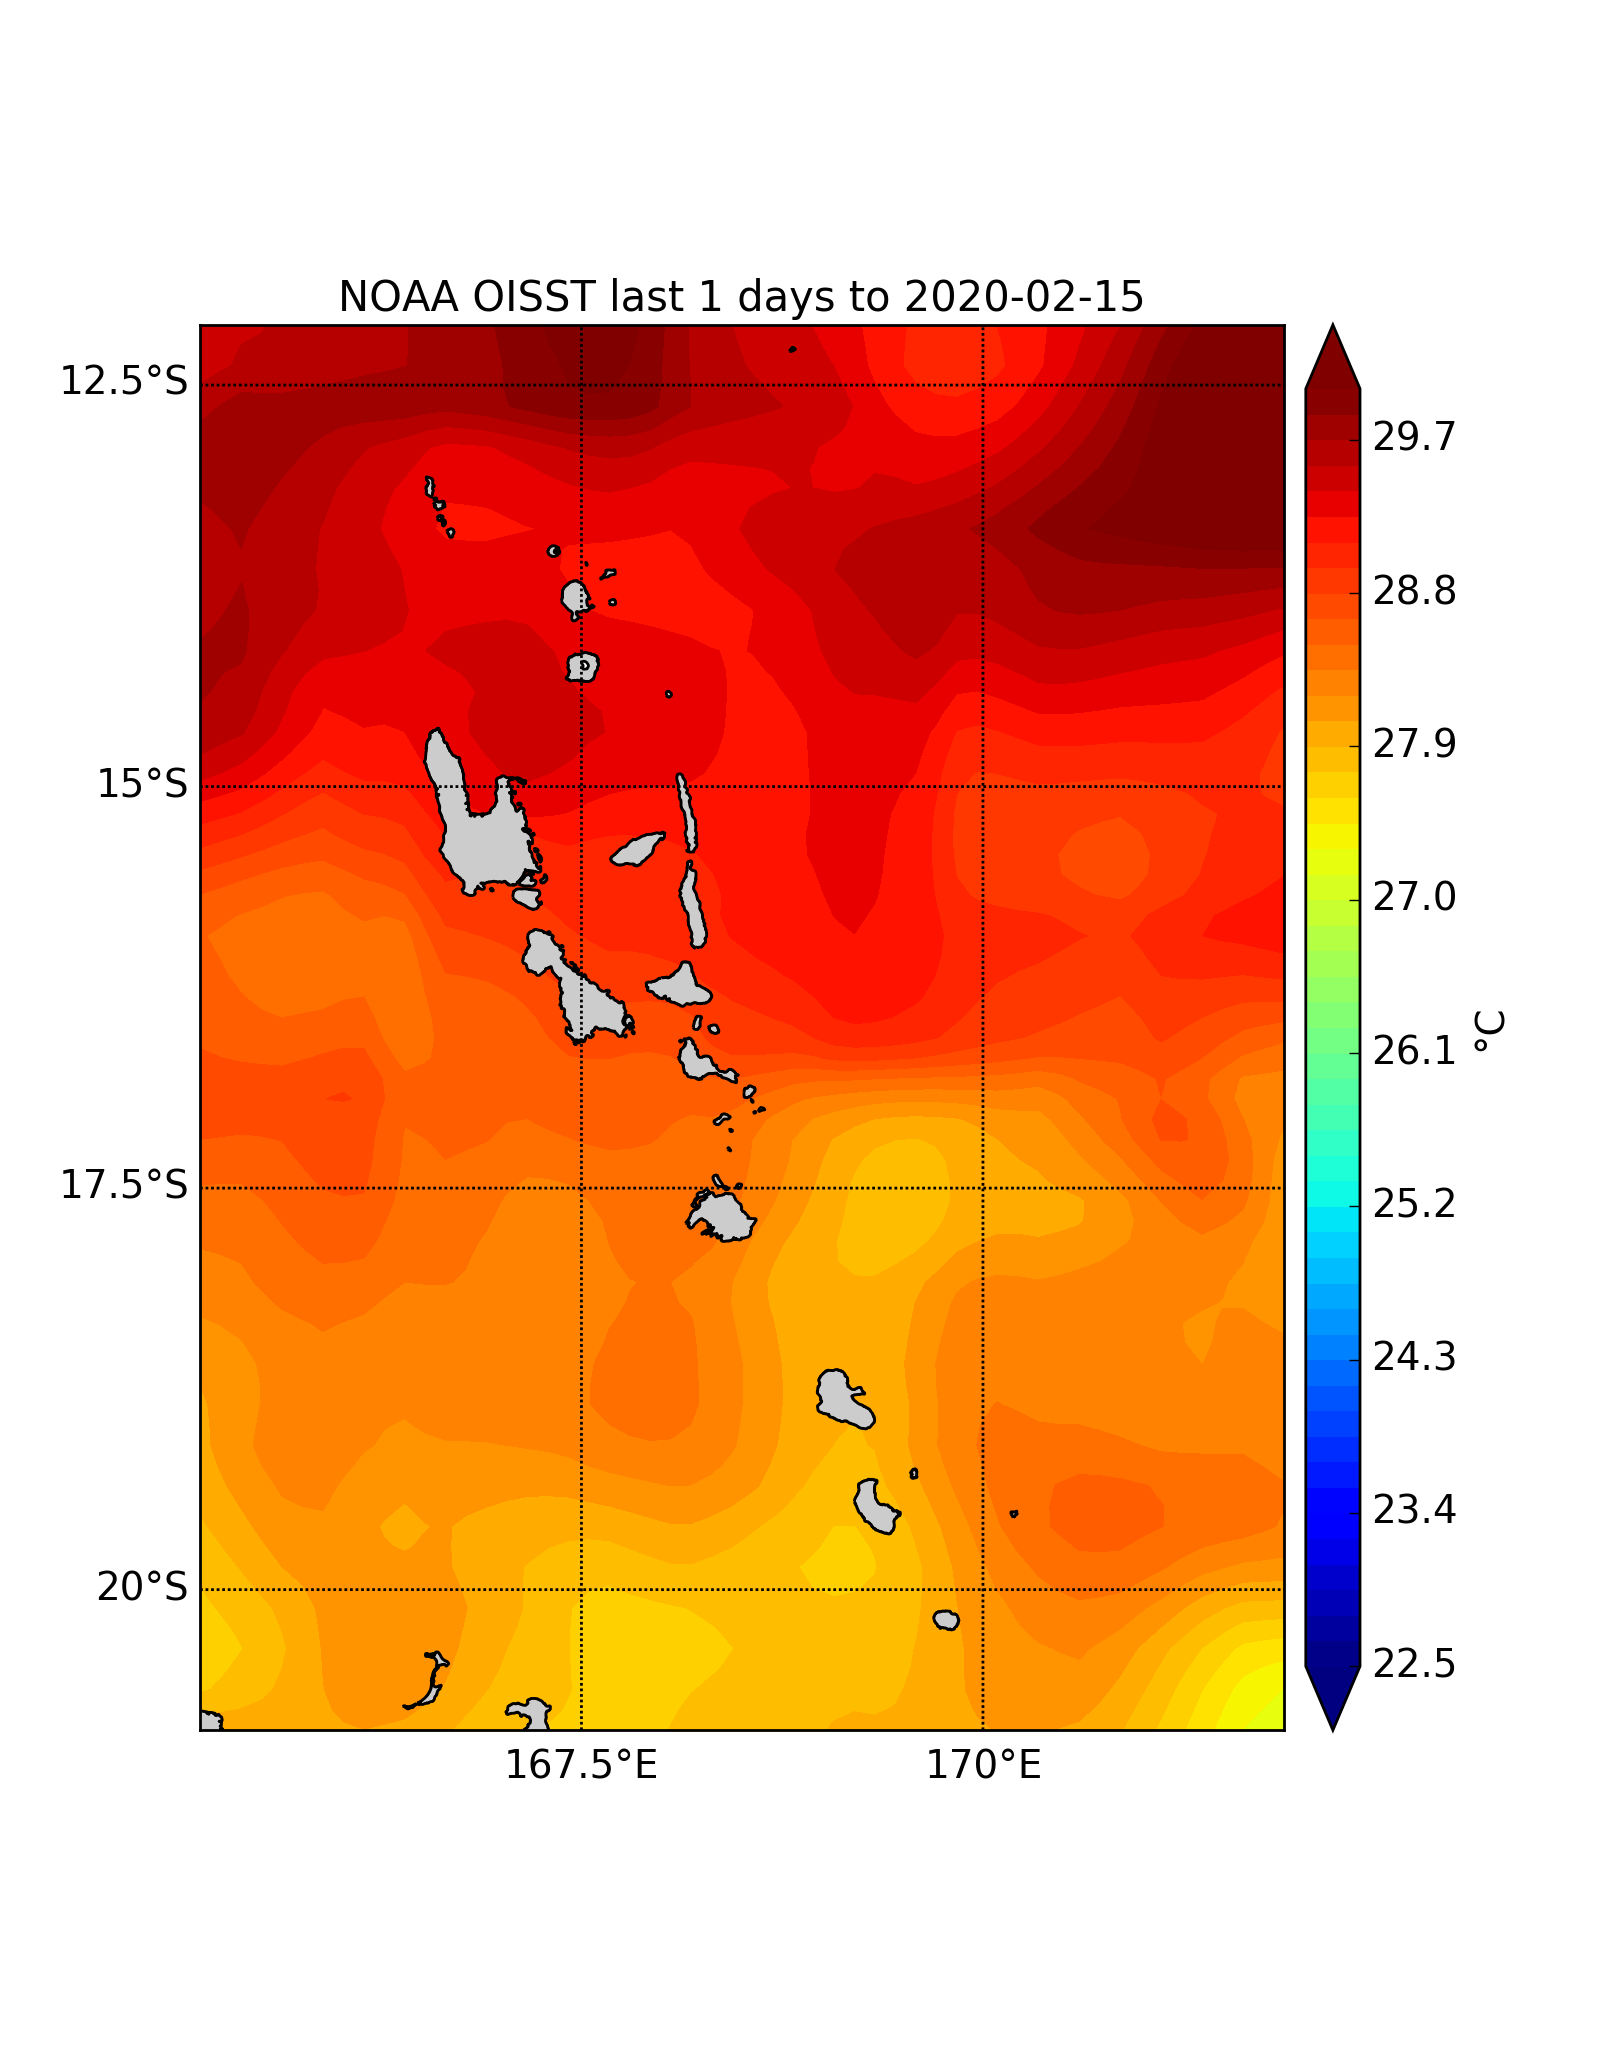 NOAA OISST last 1 days to 2020-02-15
12.5°S
15°S
17.5°S
20°S
167.5°E
170°E
29.7
28.8
27.9
27.0
26.1
25.2
24.3
23.4
22.5
°C